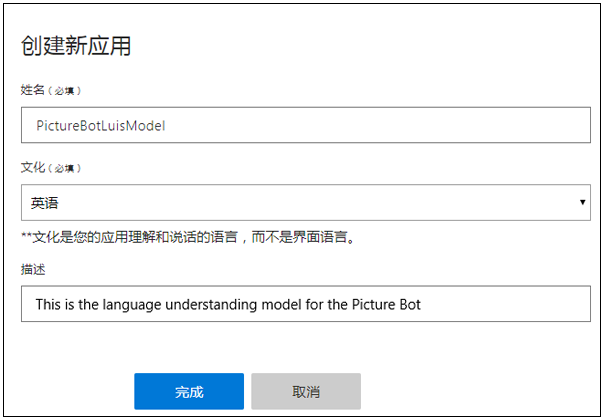 创建新应用
姓名（必填）
PictureBotLuisModel
文化（必填）
英语
**文化是您的应用理解和说话的语言，而不是界面语言。
描述
This is the language understanding model for the Picture Bot
完成 取消